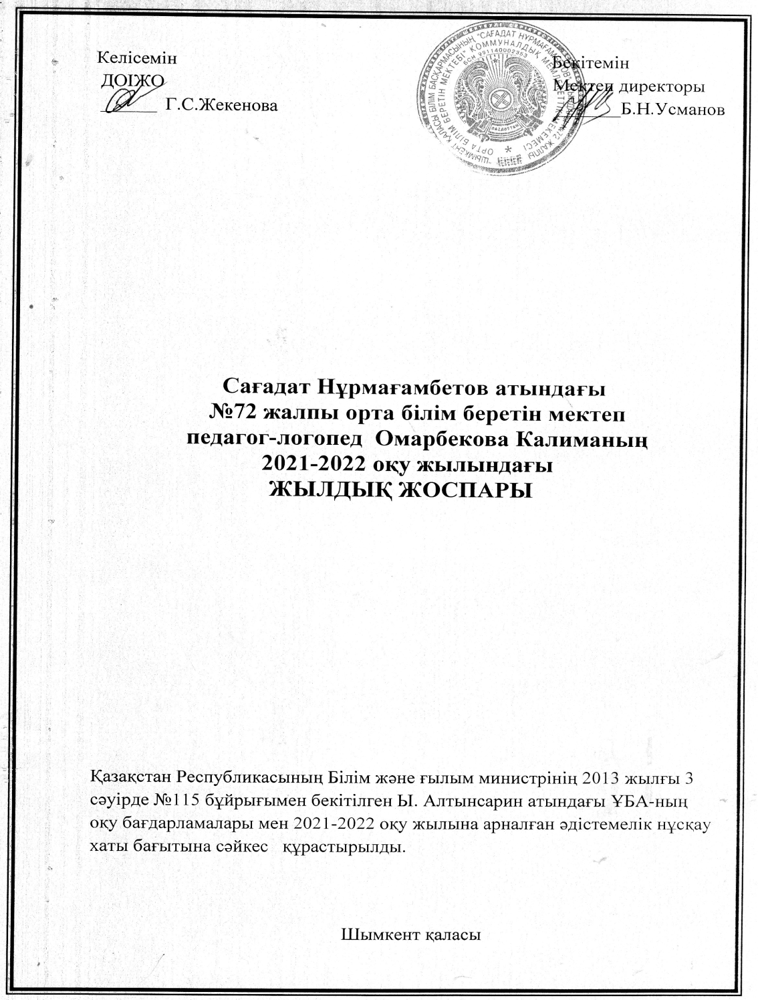 Келісемін
ДОІЖО
Г.С.Жекенова
Бекітемін
Мектеп директоры
Б.Н.Усманов
"САҒАДАТ НҰРМАҒАМБЕТОВ
БЕРЕТІН МЕКТЕБІ" КОММУНАЛДЫҚ МЕМЛЕКЕТТІК МЕКЕМЕСІ
БСН 991140002353
ШЫМКЕНТ ҚАЛАСЫ БІЛІМ БАСҚАРМАСЫНЫҢ
№72 ЖАЛПЫ
ОРТА БІЛІМ
Сағадат Нұрмағамбетов атындағы
№72 жалпы орта білім беретін мектеп
педагог-логопед Омарбекова Калиманың
2021-2022 оқу жылындағы
ЖЫЛДЫҚ ЖОСПАРЫ
Қазақстан Республикасының Білім және ғылым министрінің 2013 жылғы 3
сәуірде №115 бұйрығымен бекітілген Ы. Алтынсарин атындағы ҰБА-ның
оқу бағдарламалары мен 2021-2022 оқу жылына арналған әдістемелік нұсқау
хаты бағытына сәйкес құрастырылды.
Шымкент қаласы